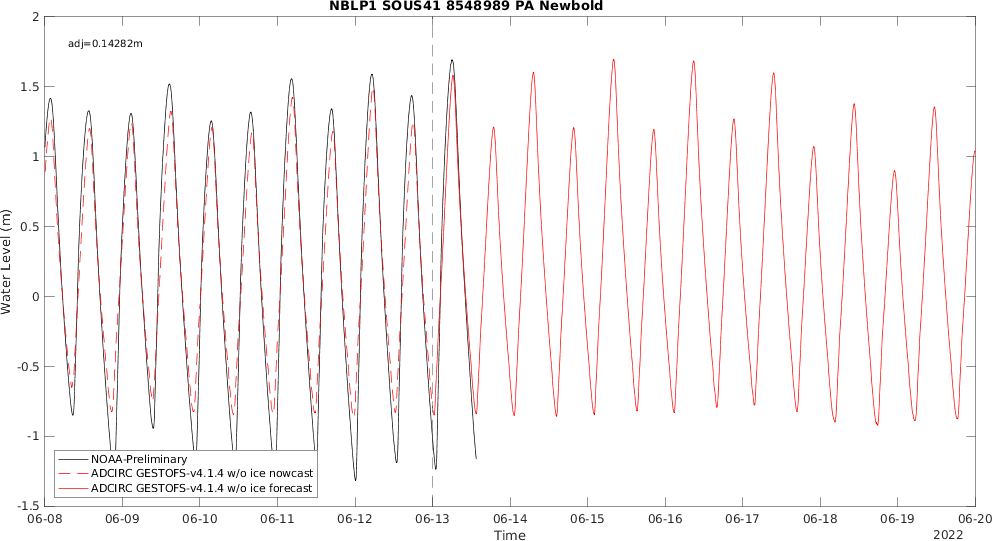 NBLP1 SOUS41 8548989 PA Newbold
adj=0.14282m
2
1.5
1
0.5
0
-0.5
-1
-1.5
Water Level (m)
NOAA-Preliminary
ADCIRC GESTOFS-v4.1.4 w/o ice nowcast
ADCIRC GESTOFS-v4.1.4 w/o ice forecast
06-08 06-09 06-10 06-11 06-12 06-13 06-14 06-15 06-16 06-17 06-18 06-19 06-20
Time
2022